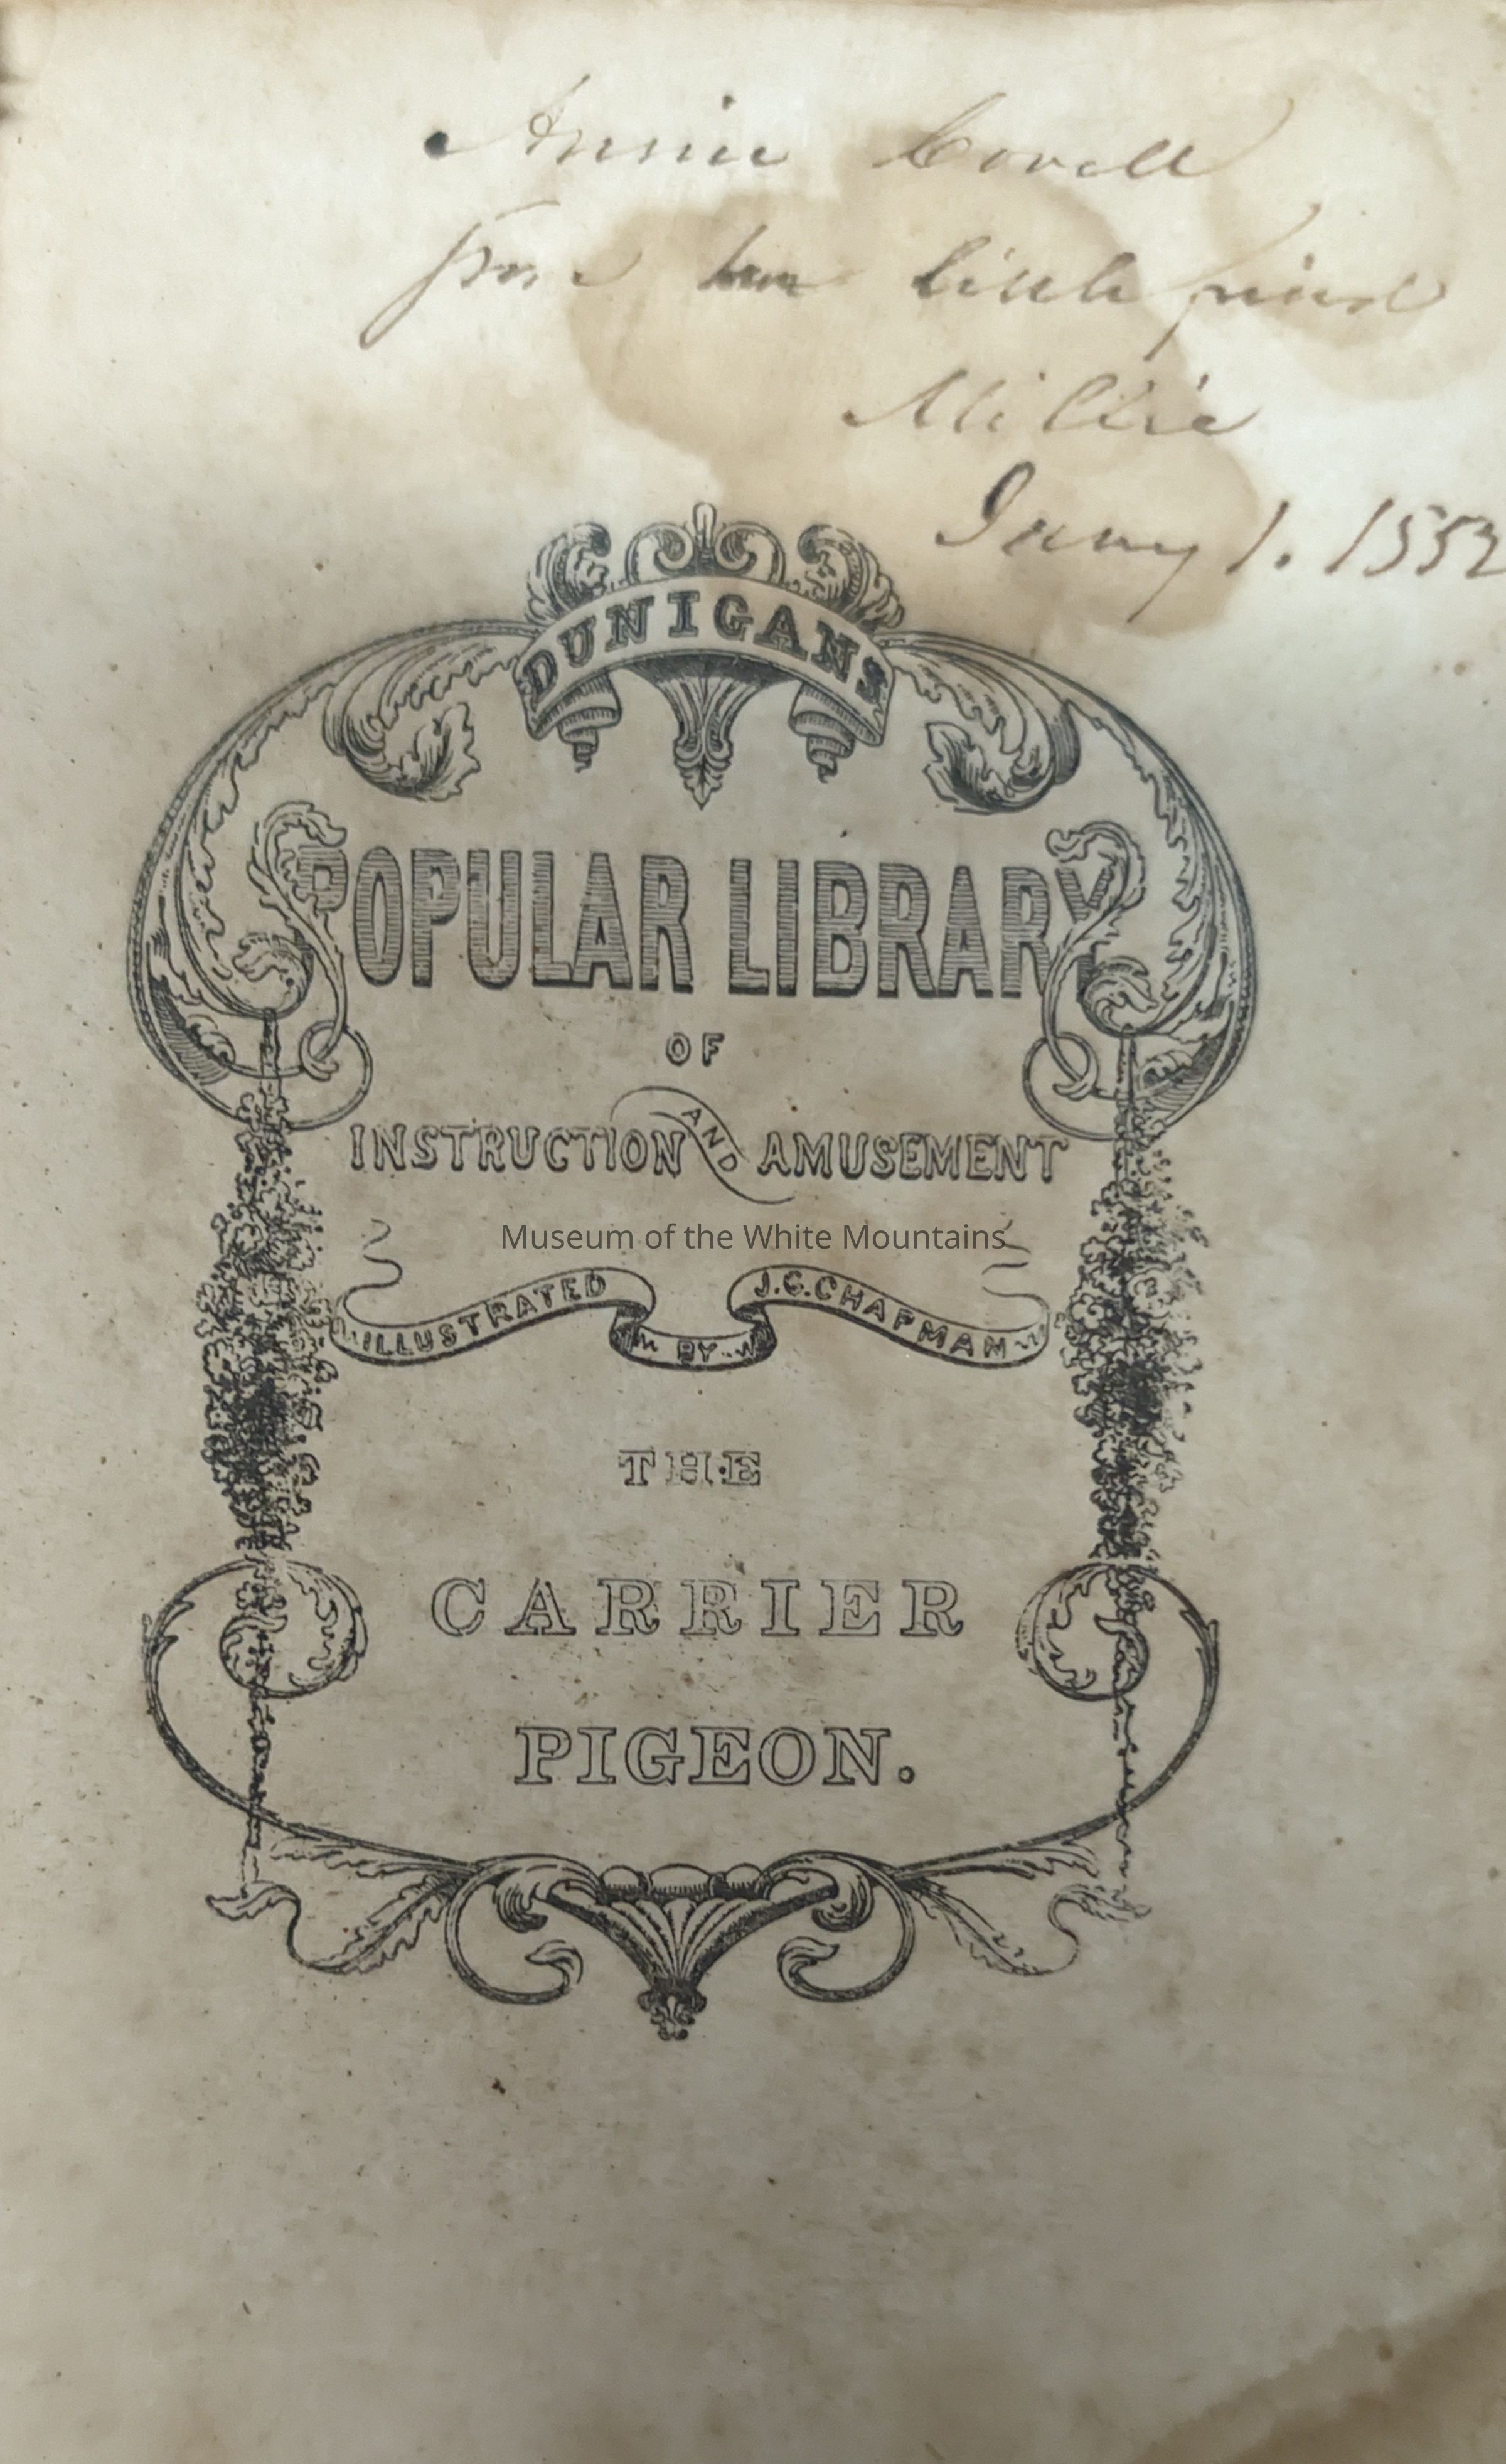 Annie Covell
from her little friend
Millie
Jany 1. 1852
DUNIGANS
POPULAR LIBRARY
OF
INSTRUCTION AND AMUSEMENT
Museum of the White Mountains
ILLUSTRATED BY J.G.CHAPMAN
THE
CARRIER
PIGEON.